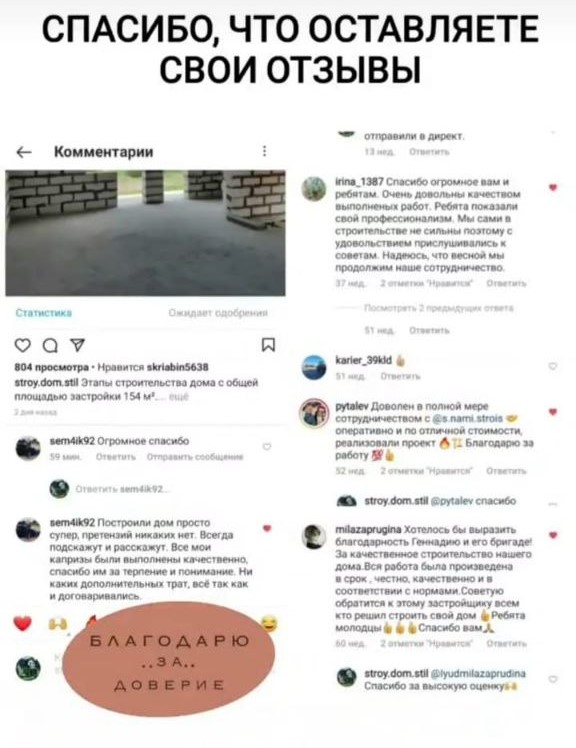 СПАСИБО, ЧТО ОСТАВЛЯЕТЕ
СВОИ ОТЗЫВЫ
Комментарии
Статистика
Ожидает одобрения
804 просмотра • Нравится skriabin5638
stroy.dom.stil Этапы строительства дома с общей
площадью застройки 154 м²... ещё
2 дня назад
sem4ik92 Огромное спасибо
59 мин. Ответить Отправить сообщение
Ответить sem4ik92...
sem4ik92 Построили дом просто
супер, претензий никаких нет. Всегда
подскажут и расскажут. Все мои
капризы были выполнены качественно,
спасибо им за терпение и понимание. Ни
каких дополнительных трат, всё так как
и договаривались.
БЛАГОДАРЮ
..ЗА..
ДОВЕРИЕ
отправили в директ.
13 нед. Ответить
irina_1387 Спасибо огромное вам и
ребятам. Очень довольны качеством
выполненых работ. Ребята показали
свой профессионализм. Мы сами в
строительстве не сильны поэтому с
удовольствием прислушивались к
советам. Надеюсь, что весной мы
продолжим наше сотрудничество.
37 нед. 2 отметки "Нравится" Ответить
Посмотреть 2 предыдущих ответа
51 нед. Ответить
karier_39kld 👍
51 нед. Ответить
rytalev Доволен в полной мере
сотрудничеством с @s.nami.strois 🤝
оперативно и по отличной стоимости,
реализовали проект 🔥🏗 Благодарю за
работу 💯👍
52 нед. 2 отметки "Нравится" Ответить
stroy.dom.stil @rytalev спасибо
milazaprugina Хотелось бы выразить
благодарность Геннадию и его бригаде!
За качественное строительство нашего
дома.Вся работа была произведена
в срок , честно, качественно и в
соответствии с нормами.Советую
обратится к этому застройщику всем
кто решил строить свой дом 👍Ребята
молодцы👍👍👍Спасибо вам🙏
60 нед. 2 отметки "Нравится" Ответить
stroy.dom.stil @lyudmilazaprudina
Спасибо за высокую оценку🙌